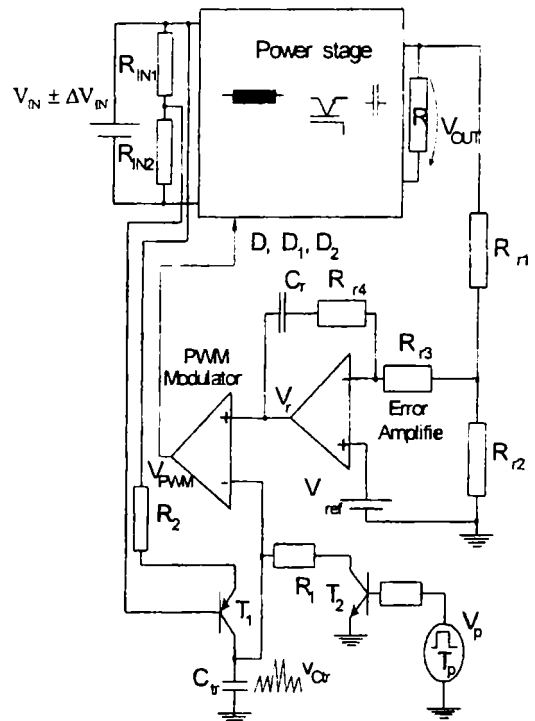 Power stage
R_IN1
V_IN ± ΔV_IN
R_IN2
R
V_OUT
D, D_1, D_2
R_r1
C_r
R_r4
PWM
Modulator
R_r3
V_r
Error
Amplifie
V_PWM
R_r2
V_ref
R_2
R_1
T_2
T_1
V_p
T_p
C_tr
v_Ctr